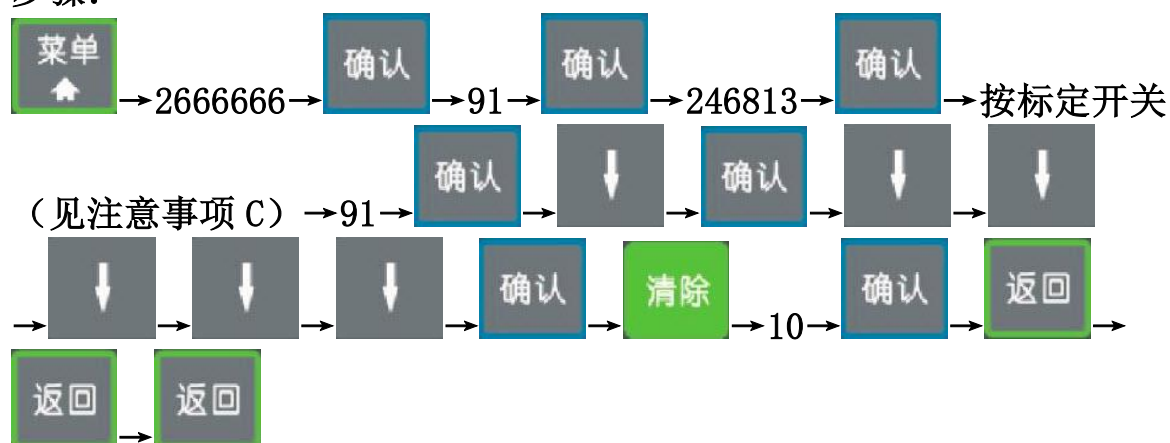 步骤：
菜单→2666666→确认→91→确认→246813→确认→按标定开关
（见注意事项 C）→91→确认→↓→确认→↓→↓
→↓→↓→↓→确认→清除→10→确认→返回→
返回→返回